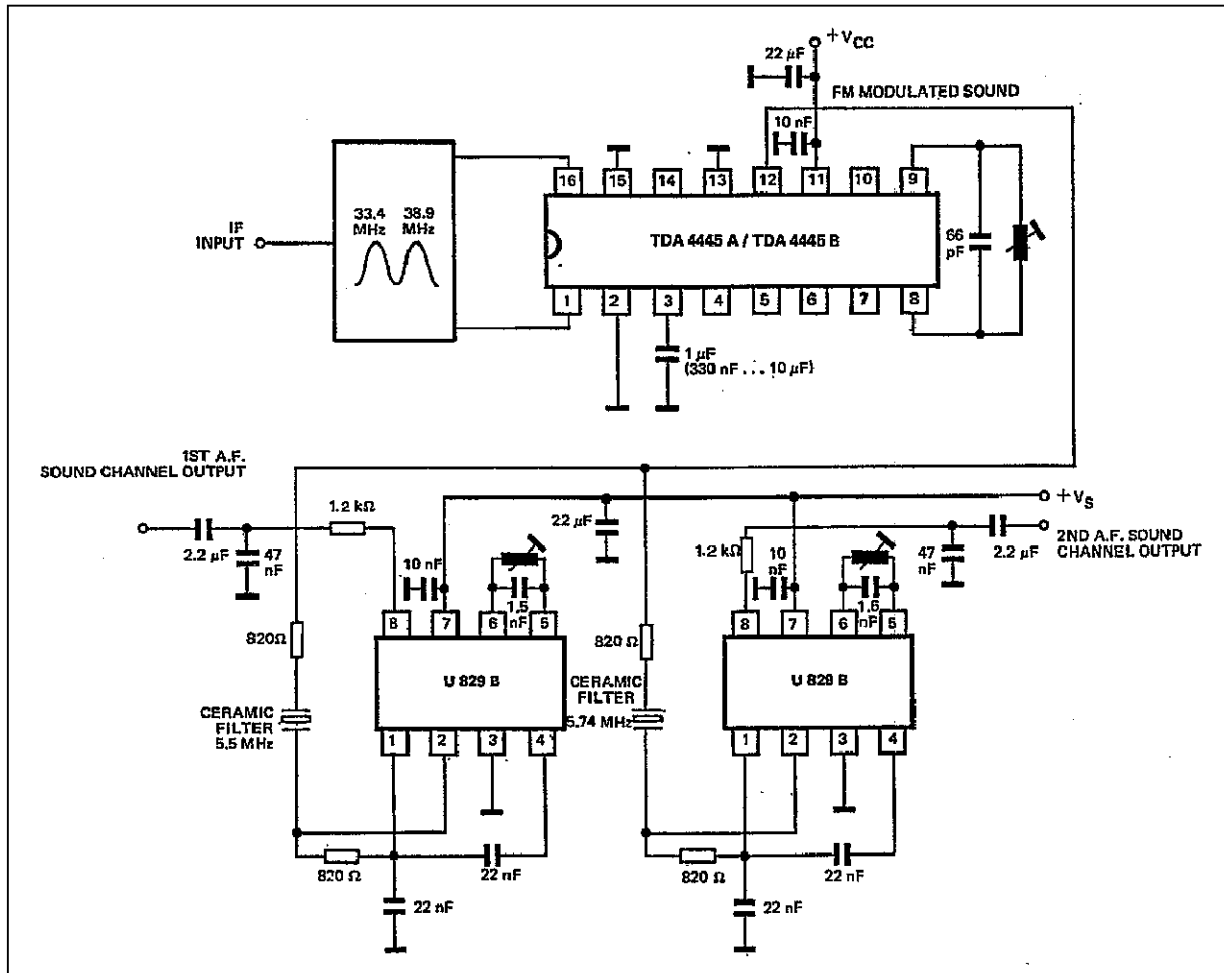 +VCC
22 µF
FM MODULATED SOUND
10 nF
16 15 14 13 12 11 10 9
33.4 MHz
38.9 MHz
IF INPUT
TDA 4445 A / TDA 4445 B
66 pF
1 2 3 4 5 6 7 8
1 µF
(330 nF ... 10 µF)
1ST A.F.
SOUND CHANNEL OUTPUT
1.2 kΩ
2.2 µF
47 nF
10 nF
22 µF
+VS
1.2 kΩ
10 nF
47 nF
2.2 µF
2ND A.F. SOUND
CHANNEL OUTPUT
1.5 nF
1.6 nF
8 7 6 5
8 7 6 5
820Ω
U 829 B
820 Ω
U 829 B
CERAMIC
FILTER
5.5 MHz
CERAMIC
FILTER
5.74 MHz
1 2 3 4
1 2 3 4
820 Ω
22 nF
820 Ω
22 nF
22 nF
22 nF